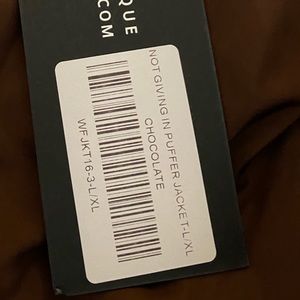 QUE
COM
NOT GIVING IN PUFFER JACKET-L/XL
CHOCOLATE
WFJKT16-3-L/XL